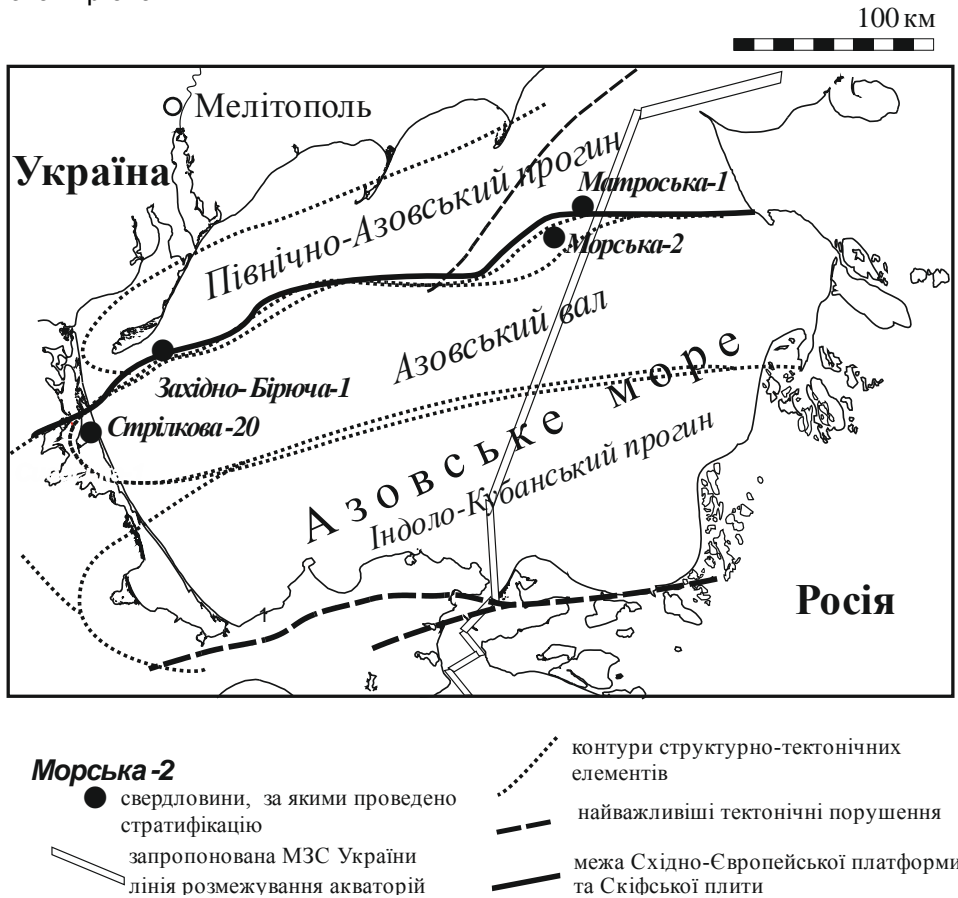 100 км
Мелітополь
Україна
Північно-Азовський прогин
Матроська-1
Морська-2
Азовський вал
Західно- Бірюча-1
Стрілкова -20
Азовське море
Індоло-Кубанський прогин
Росія
1
Морська -2
свердловини, за якими проведено
стратифікацію
запропонована МЗС України
лінія розмежування акваторій
контури структурно-тектонічних
елементів
найважливіші тектонічні порушення
межа Східно-Європейської платформи
та Скіфської плити